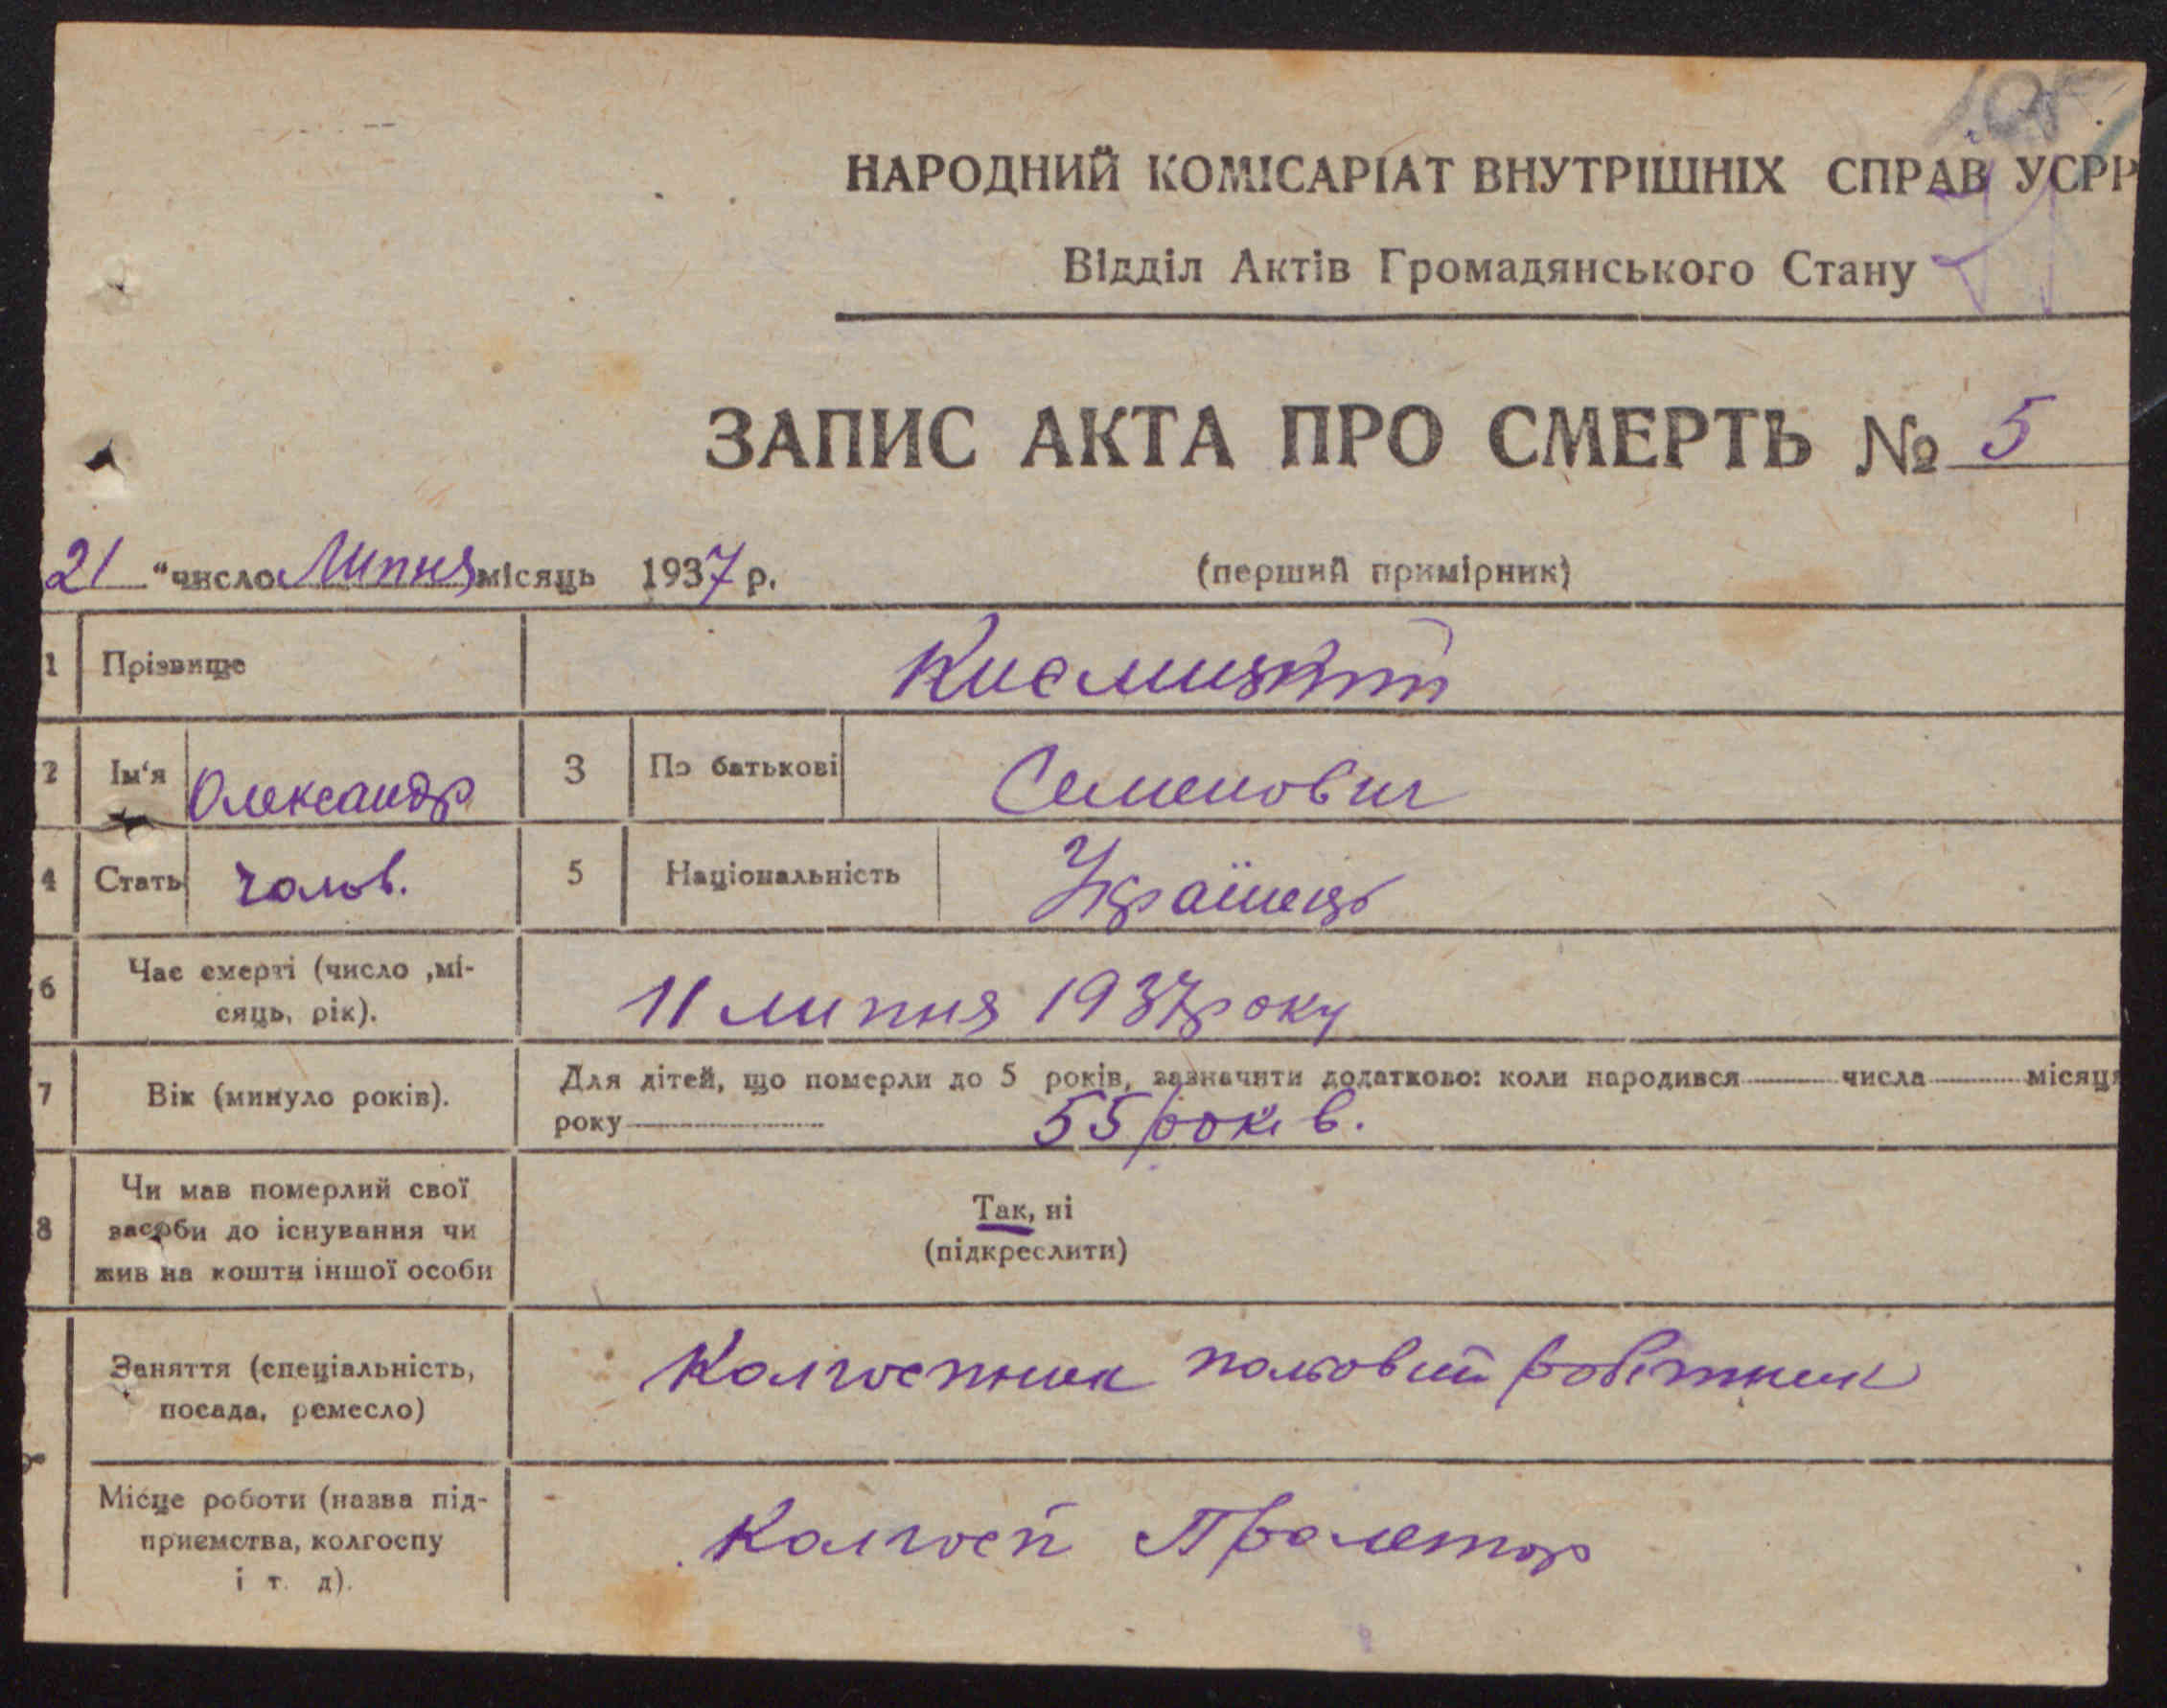 НАРОДНИЙ КОМІСАРІАТ ВНУТРІШНІХ СПРАВ УСРР
Відділ Актів Громадянського Стану
ЗАПИС АКТА ПРО СМЕРТЬ № 5
21 "число Липня місяць 1937 р. (перший примірник)
1 Прізвище
2 Ім'я Олександр 3 По батькові Семенович
4 Стать чолов. 5 Національність Українець
6 Час смерті (число ,мі-
сяць, рік). 11 липня 1937 року
7 Вік (минуло років). Для дітей, що померли до 5 років, зазначити додатково: коли народився числа місяця
року 55 років.
8 Чи мав померлий свої
засоби до існування чи
жив на кошти іншої особи
Так, ні
(підкреслити)
Заняття (спеціальність,
посада, ремесло) Колгоспник польовий робітник
Місце роботи (назва під-
приємства, колгоспу
і т. д). Колгосп Пролетар